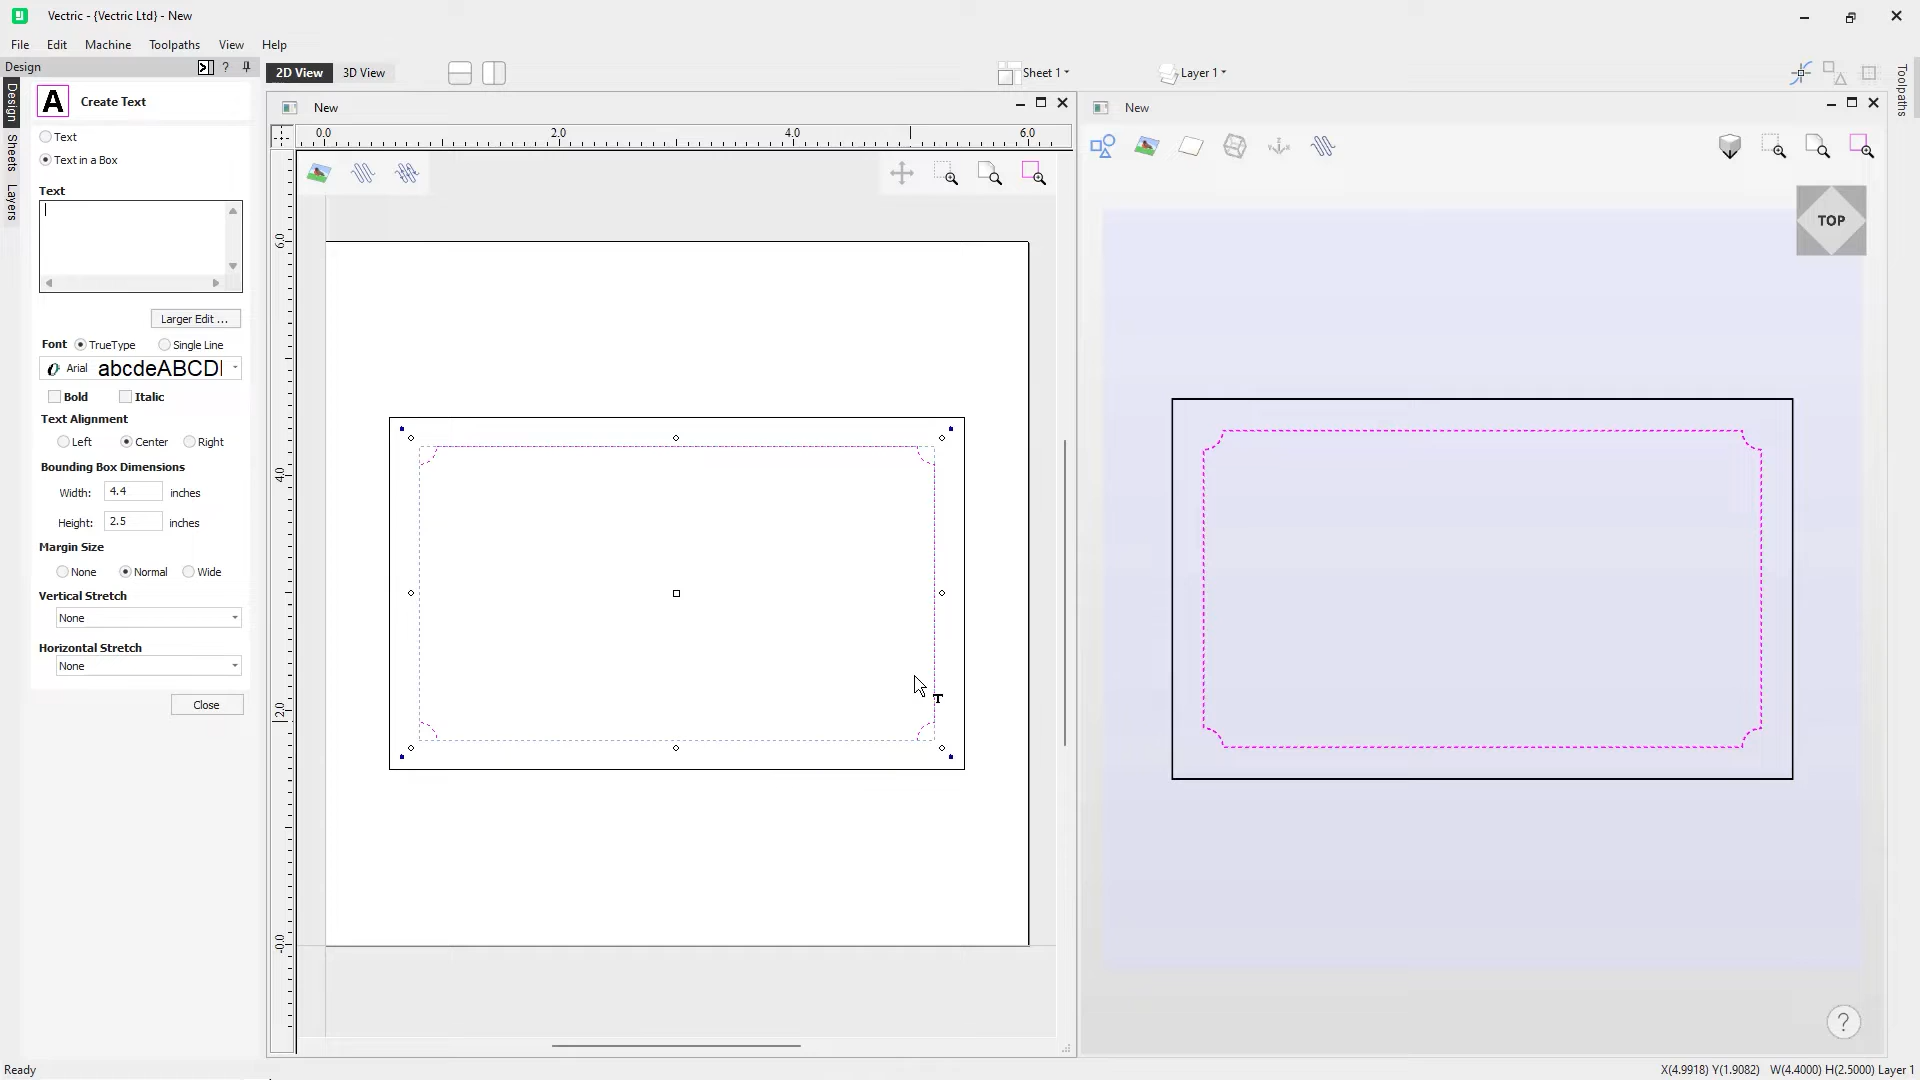 Vectric - {Vectric Ltd} - New
File Edit Machine Toolpaths View Help
Design ?
2D View 3D View
Sheet 1
Layer 1
Toolpaths
Design
Sheets
Layers
A Create Text
Text
Text in a Box
Text
Larger Edit ...
Font TrueType Single Line
Arial abcdeABCD
Bold Italic
Text Alignment
Left Center Right
Bounding Box Dimensions
Width: 4.4 inches
Height: 2.5 inches
Margin Size
None Normal Wide
Vertical Stretch
None
Horizontal Stretch
None
Close
New
0.0 2.0 4.0 6.0
6.0
4.0
2.0
-0.0
T
New
TOP
?
Ready
X(4.9918) Y(1.9082) W(4.4000) H(2.5000) Layer 1